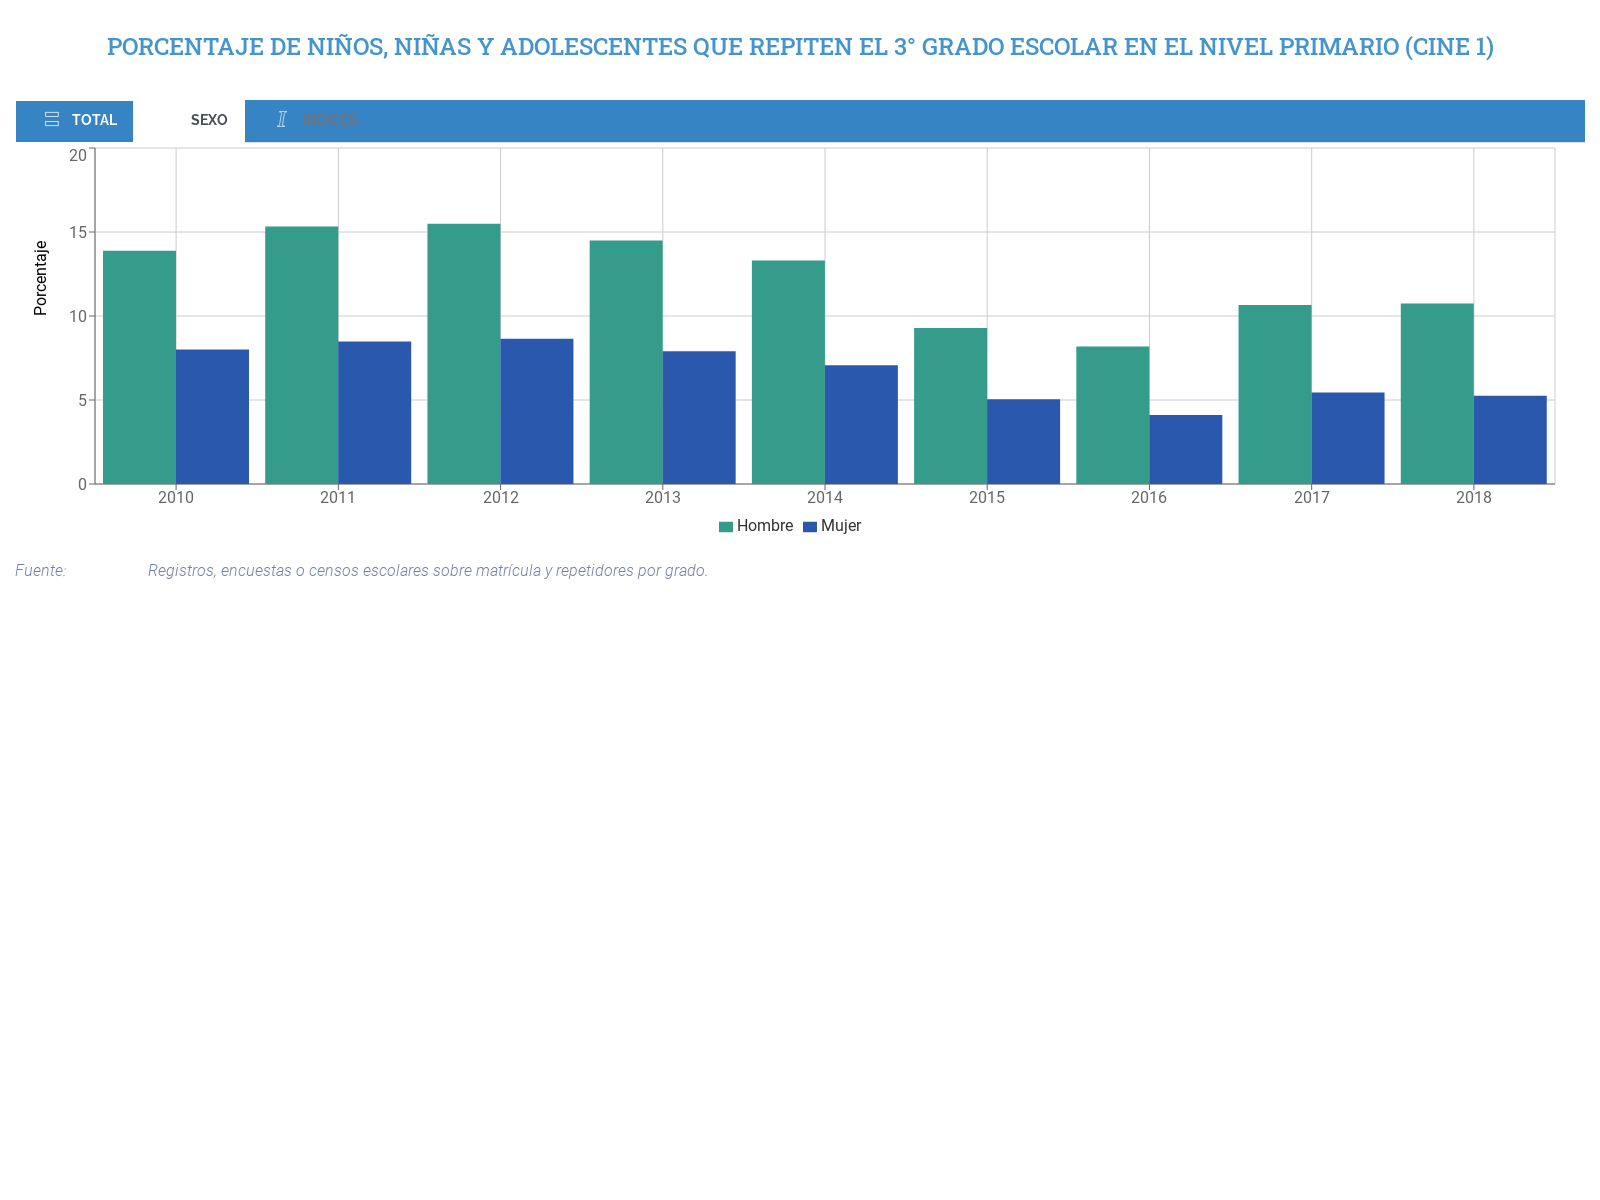 PORCENTAJE DE NIÑOS, NIÑAS Y ADOLESCENTES QUE REPITEN EL 3° GRADO ESCOLAR EN EL NIVEL PRIMARIO (CINE 1)
TOTAL SEXO INDICES
20
15
10
5
0
Porcentaje
2010 2011 2012 2013 2014 2015 2016 2017 2018
Hombre Mujer
Fuente: Registros, encuestas o censos escolares sobre matrícula y repetidores por grado.